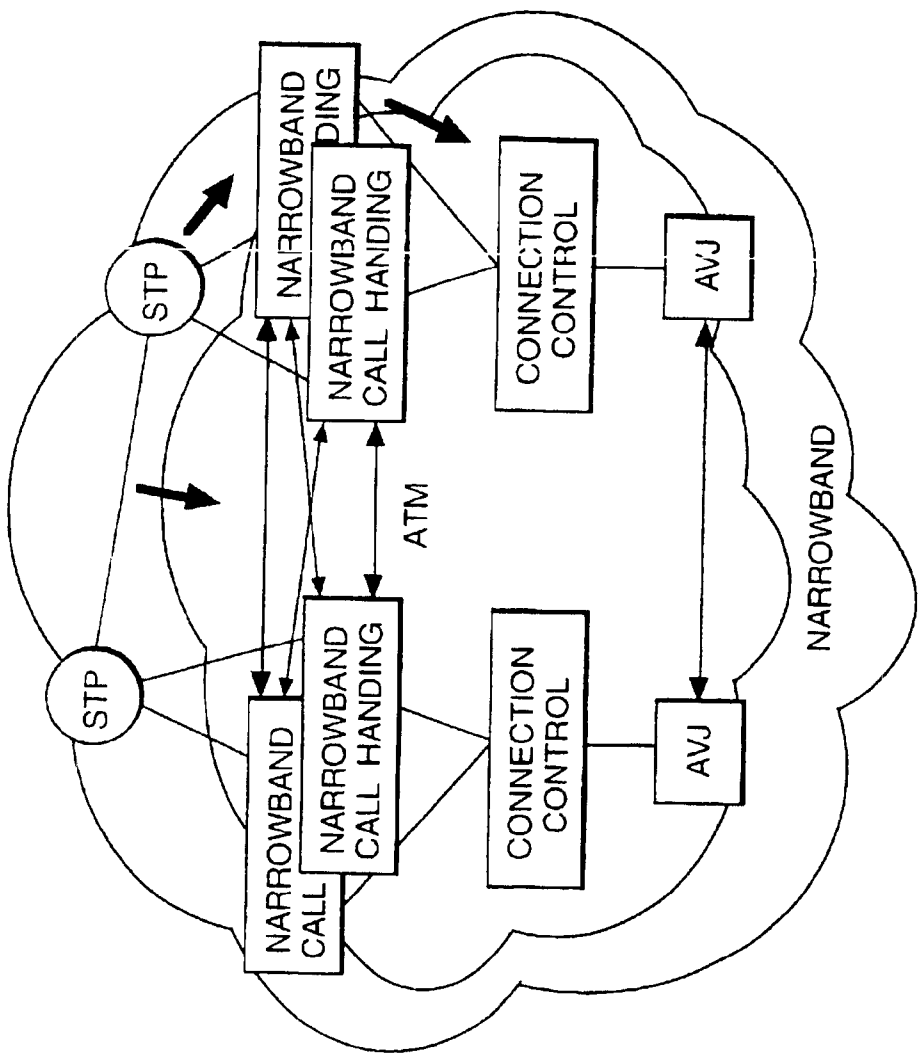 STP
STP
NARROWBAND
CALL
NARROWBAND
DING
NARROWBAND
CALL HANDING
NARROWBAND
CALL HANDING
ATM
CONNECTION
CONTROL
CONNECTION
CONTROL
AVJ
AVJ
NARROWBAND